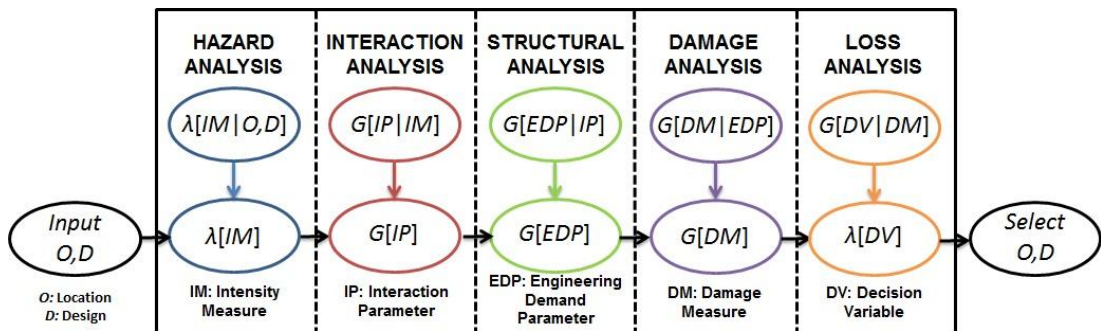 HAZARD
ANALYSIS
INTERACTION
ANALYSIS
STRUCTURAL
ANALYSIS
DAMAGE
ANALYSIS
LOSS
ANALYSIS
λ[IM|O,D]
G[IP|IM]
G[EDP|IP]
G[DM|EDP]
G[DV|DM]
Input
O,D
λ[IM]
G[IP]
G[EDP]
G[DM]
λ[DV]
Select
O,D
O: Location
D: Design
IM: Intensity
Measure
IP: Interaction
Parameter
EDP: Engineering
Demand
Parameter
DM: Damage
Measure
DV: Decision
Variable